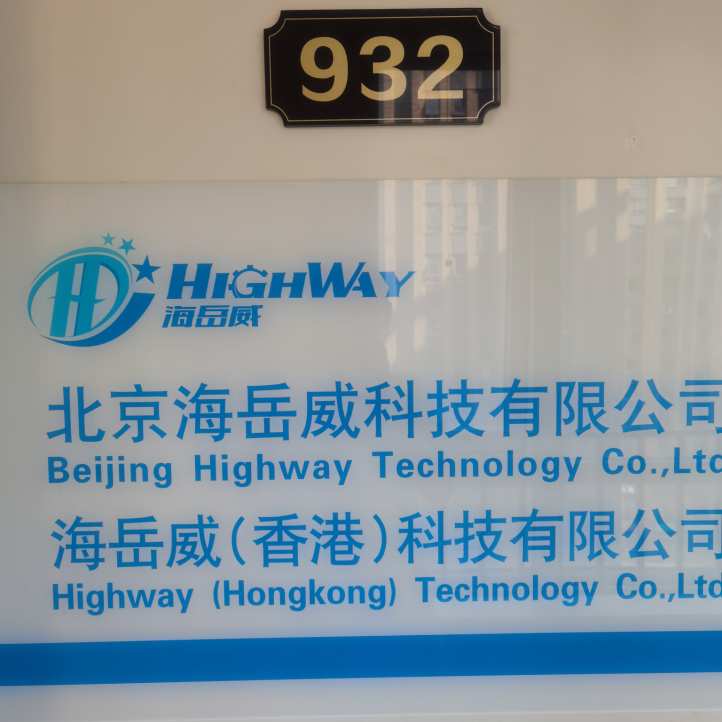 932
HIGHWAY
海岳威
北京海岳威科技有限公司
Beijing Highway Technology Co.,Ltd
海岳威(香港)科技有限公司
Highway (Hongkong) Technology Co.,Ltd